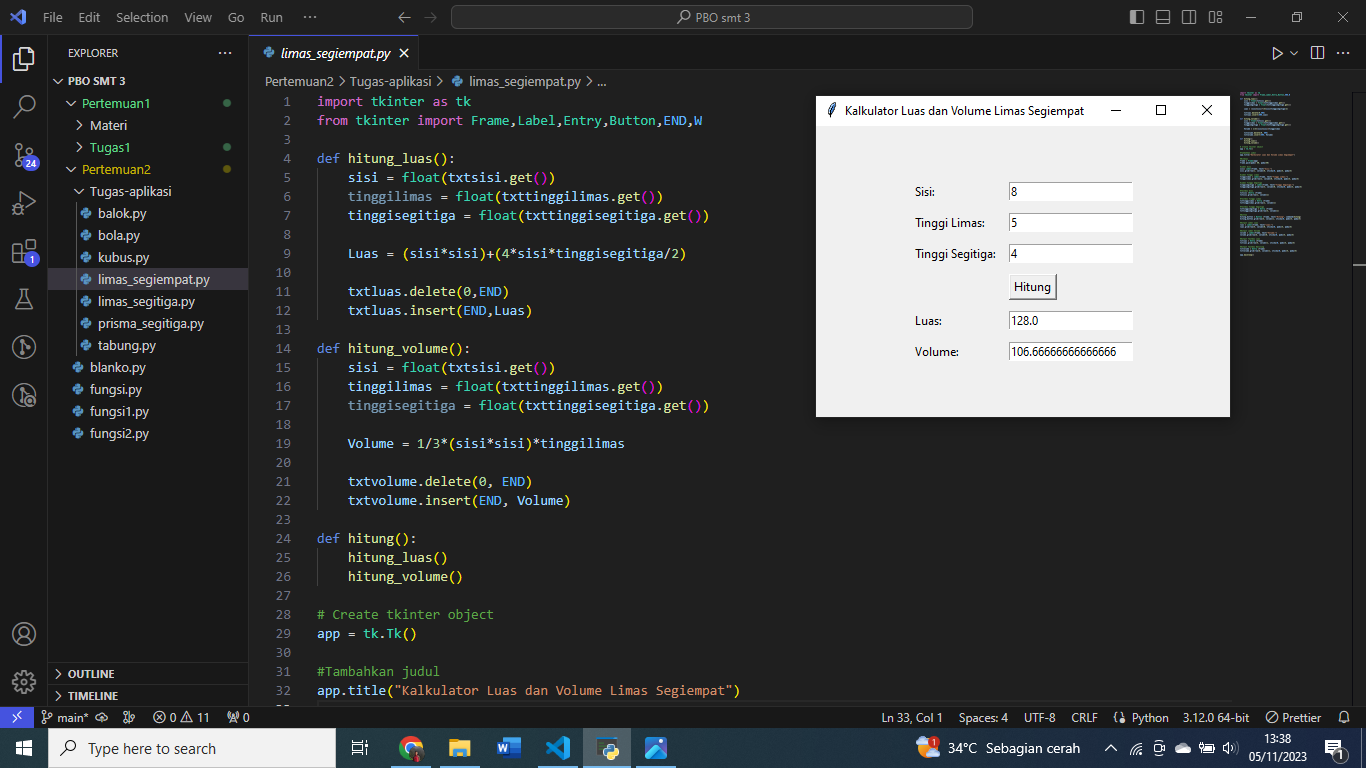 File Edit Selection View Go Run ··· PBO smt 3
EXPLORER ···
PBO SMT 3
Pertemuan1
Materi
Tugas1
Pertemuan2
Tugas-aplikasi
balok.py
bola.py
kubus.py
limas_segiempat.py
limas_segitiga.py
prisma_segitiga.py
tabung.py
blanko.py
fungsi.py
fungsi1.py
fungsi2.py
OUTLINE
TIMELINE
24
1
limas_segiempat.py
Pertemuan2 > Tugas-aplikasi > limas_segiempat.py > ...
1 import tkinter as tk
2 from tkinter import Frame,Label,Entry,Button,END,W
3
4 def hitung_luas():
5 sisi = float(txtsisi.get())
6 tinggilimas = float(txttinggilimas.get())
7 tinggisegitiga = float(txttinggisegitiga.get())
8
9 Luas = (sisi*sisi)+(4*sisi*tinggisegitiga/2)
10
11 txtluas.delete(0,END)
12 txtluas.insert(END,Luas)
13
14 def hitung_volume():
15 sisi = float(txtsisi.get())
16 tinggilimas = float(txttinggilimas.get())
17 tinggisegitiga = float(txttinggisegitiga.get())
18
19 Volume = 1/3*(sisi*sisi)*tinggilimas
20
21 txtvolume.delete(0, END)
22 txtvolume.insert(END, Volume)
23
24 def hitung():
25 hitung_luas()
26 hitung_volume()
27
28 # Create tkinter object
29 app = tk.Tk()
30
31 #Tambahkan judul
32 app.title("Kalkulator Luas dan Volume Limas Segiempat")
Kalkulator Luas dan Volume Limas Segiempat
Sisi: 8
Tinggi Limas: 5
Tinggi Segitiga: 4
Hitung
Luas: 128.0
Volume: 106.66666666666666
main* 0 11 0 Ln 33, Col 1 Spaces: 4 UTF-8 CRLF Python 3.12.0 64-bit Prettier
Type here to search
34°C Sebagian cerah
13:38
05/11/2023
1